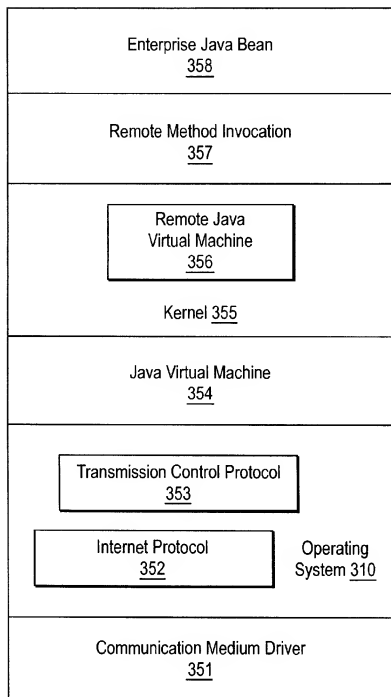 Enterprise Java Bean
358
Remote Method Invocation
357
Remote Java
Virtual Machine
356
Kernel 355
Java Virtual Machine
354
Transmission Control Protocol
353
Internet Protocol
352
Operating
System 310
Communication Medium Driver
351